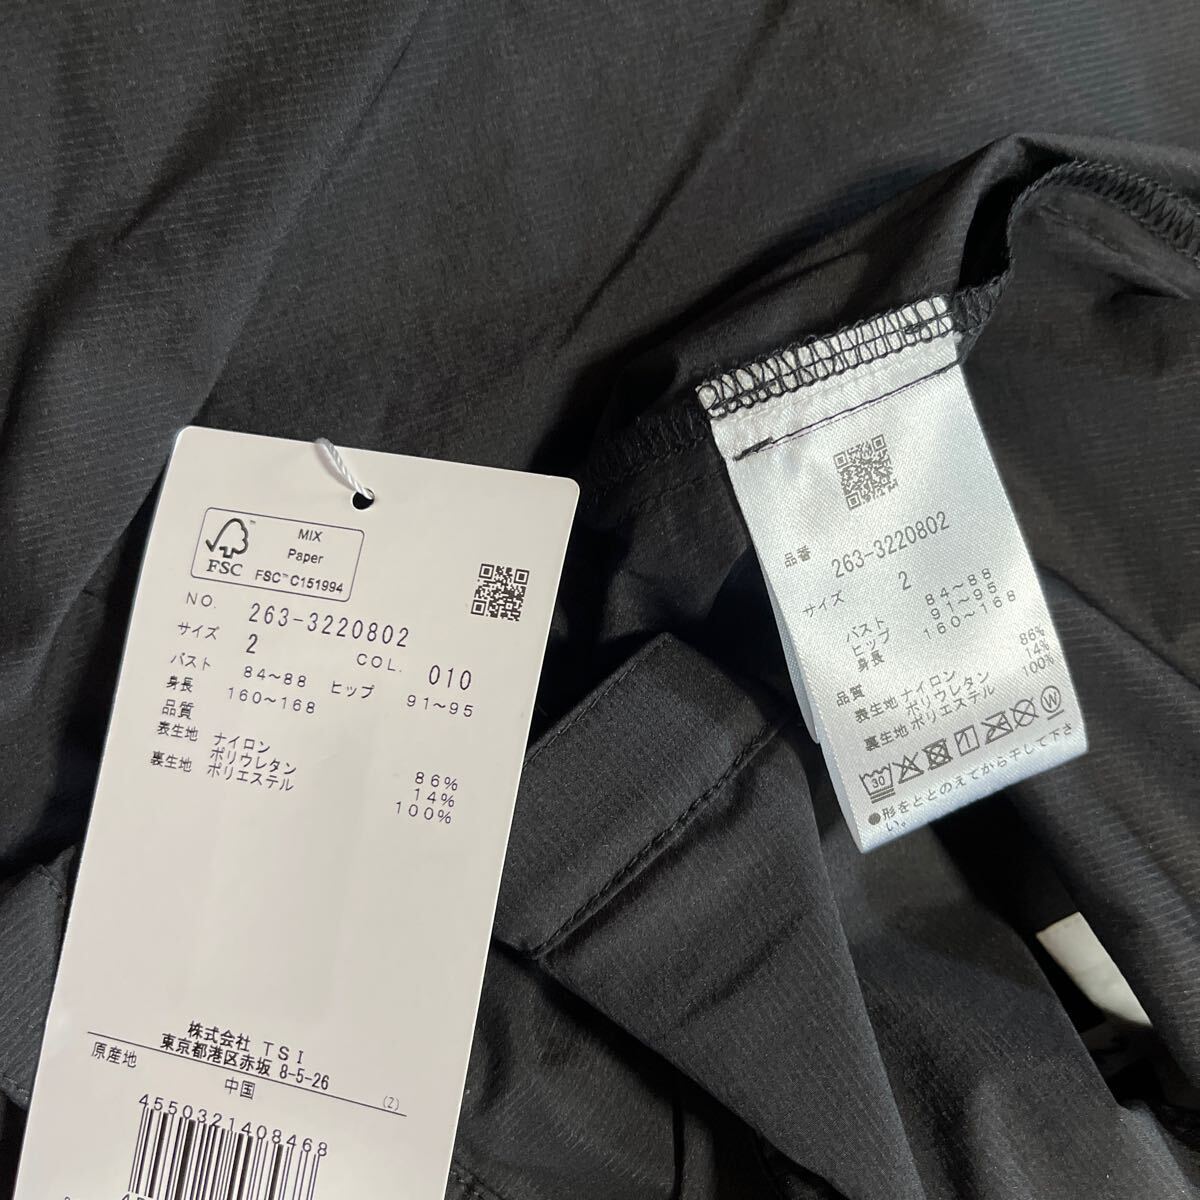 MIX
Paper
FSC™ C151994
FSC
NO. 263-3220802
サイズ 2 COL. 010
バスト 84～88 ヒップ 91～95
身長 160～168
品質
表生地 ナイロン 86%
ポリウレタン 14%
裏生地 ポリエステル 100%
株式会社 TSI
東京都港区赤坂 8-5-26
原産地 中国 (2)
4550321408468
品番 263-3220802
サイズ 2
バスト 84～88
ヒップ 91～95
身長 160～168
品質
表生地 ナイロン 86%
ポリウレタン 14%
裏生地 ポリエステル 100%
30 W
●形をととのえてから干して下さ
い。